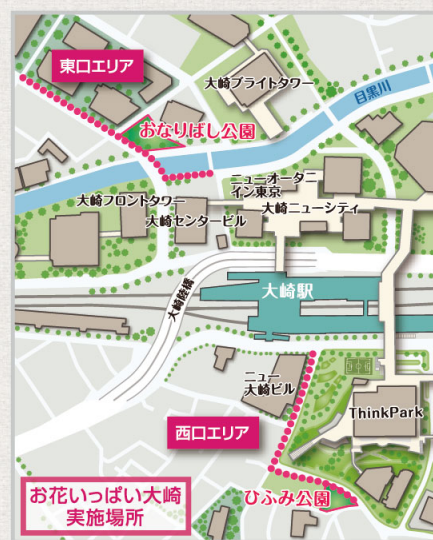 東口エリア
大崎ブライトタワー
目黒川
おなりばし公園
ニューオータニ
イン東京
大崎フロントタワー
大崎センタービル
大崎ニューシティ
大崎駅
大崎陸橋
ニュー
大崎ビル
ThinkPark
西口エリア
ひふみ公園
お花いっぱい大崎
実施場所